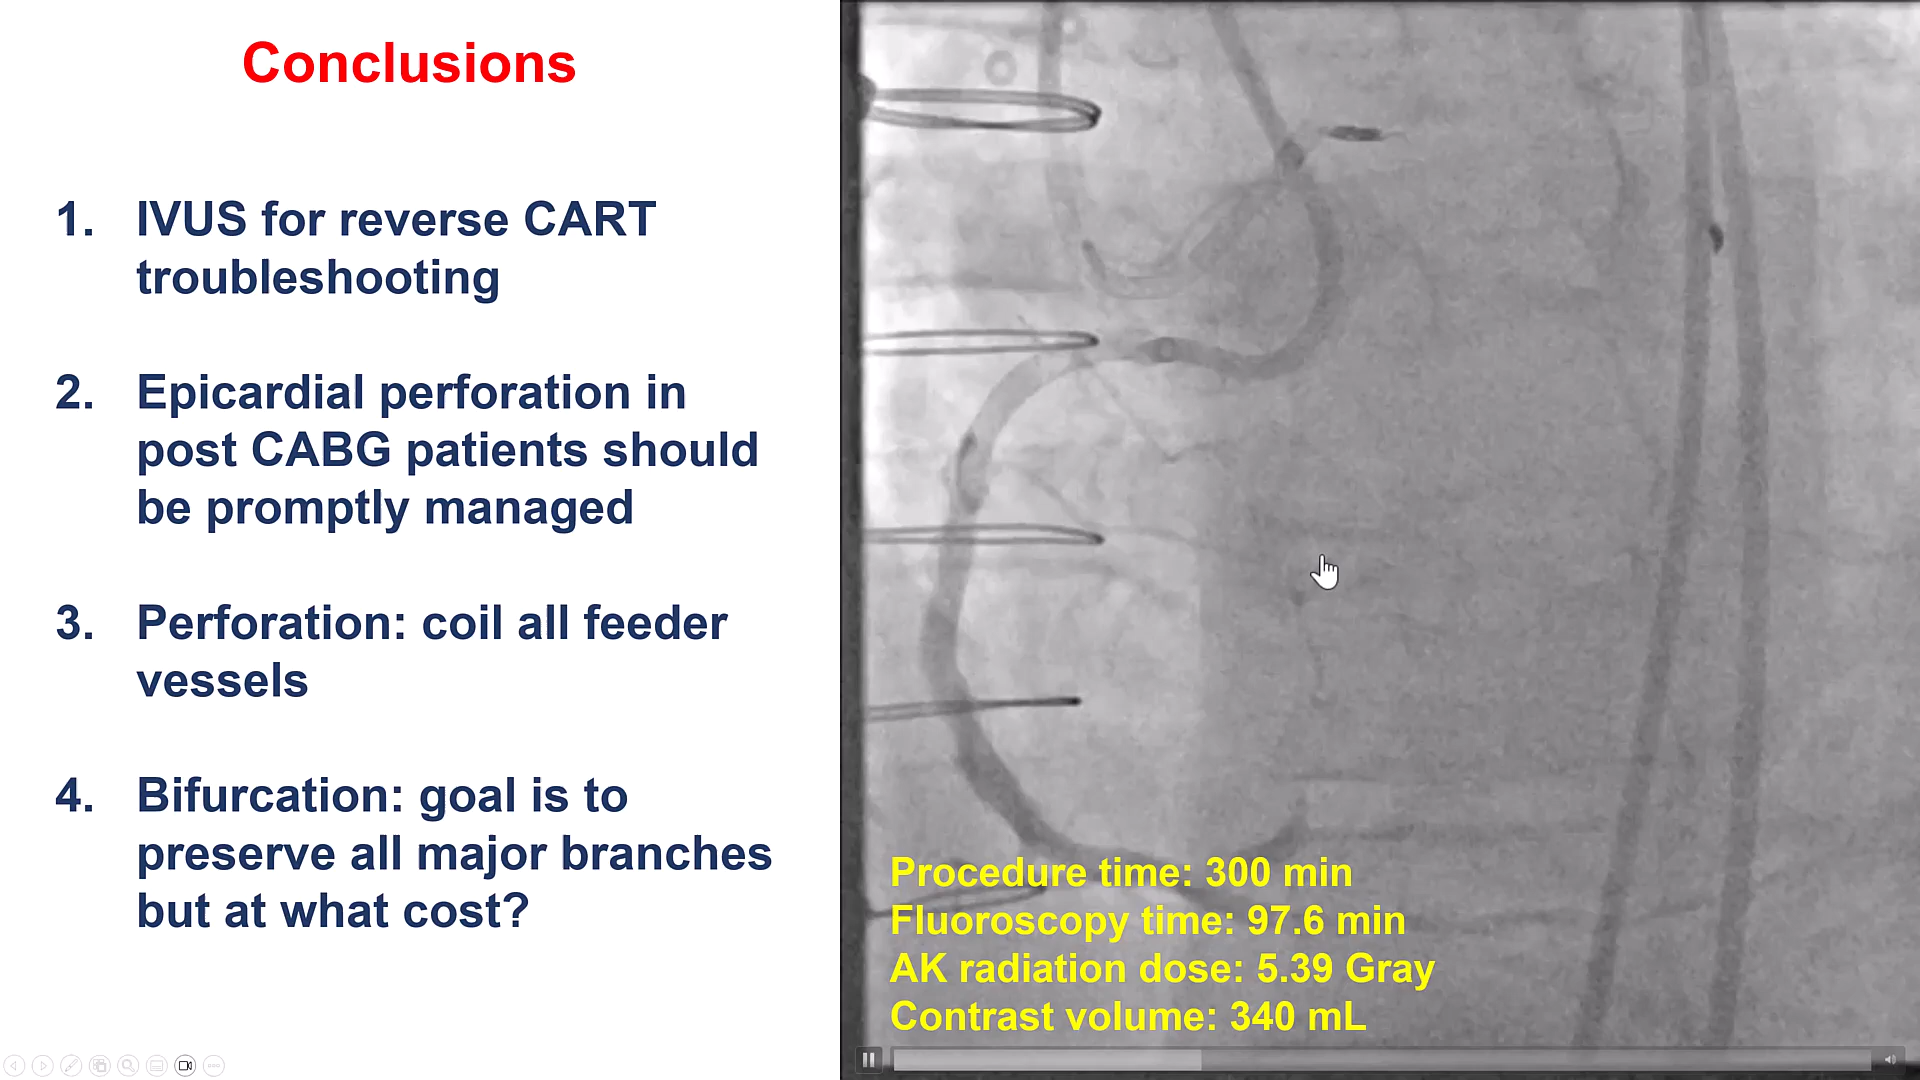 Conclusions
1. IVUS for reverse CART
troubleshooting
2. Epicardial perforation in
post CABG patients should
be promptly managed
3. Perforation: coil all feeder
vessels
4. Bifurcation: goal is to
preserve all major branches
but at what cost?
Procedure time: 300 min
Fluoroscopy time: 97.6 min
AK radiation dose: 5.39 Gray
Contrast volume: 340 mL